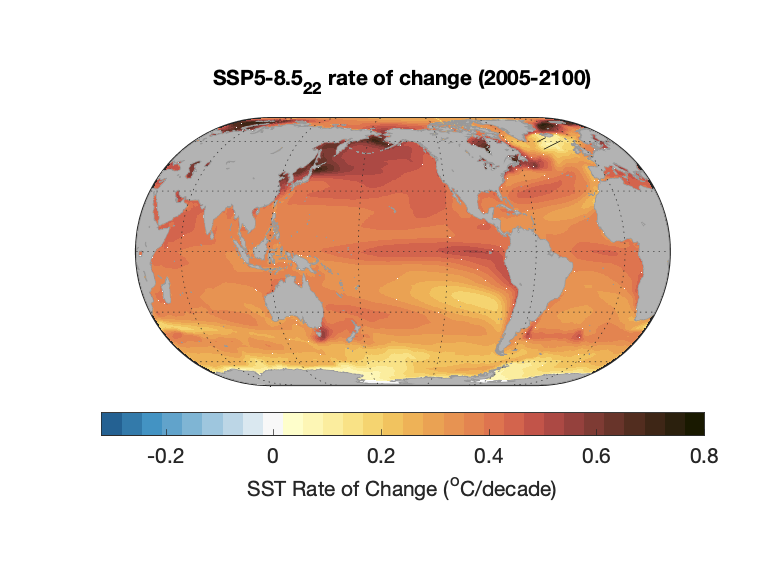 SSP5-8.522 rate of change (2005-2100)
-0.2 0 0.2 0.4 0.6 0.8
SST Rate of Change (oC/decade)